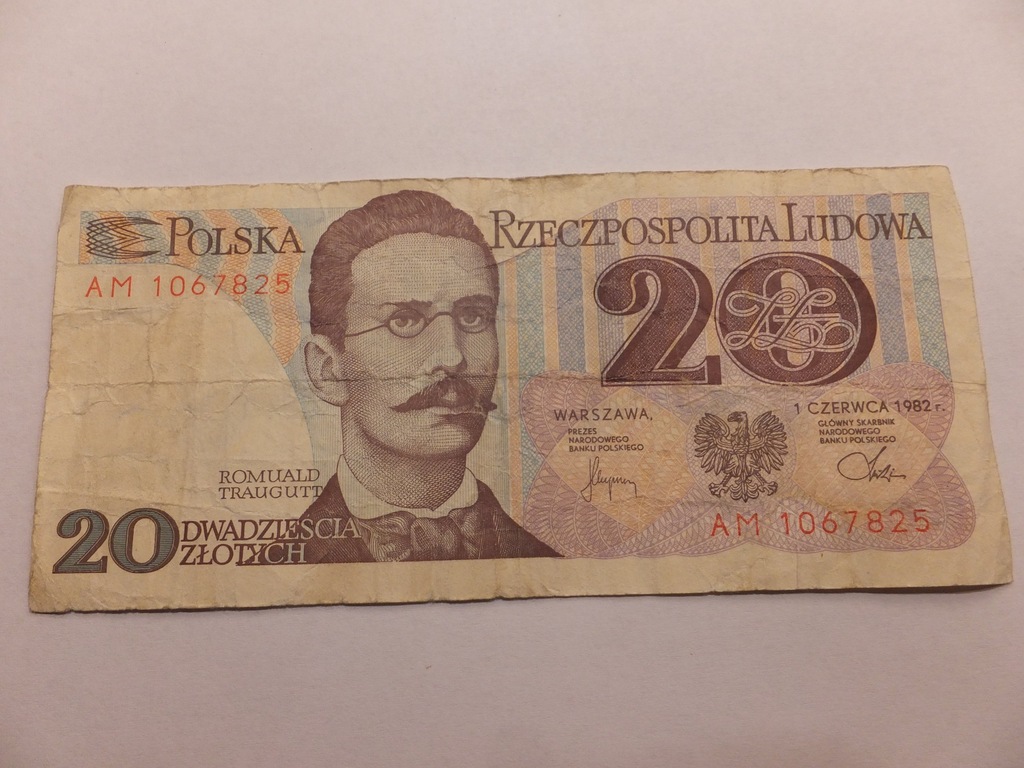 POLSKA RZECZPOSPOLITA LUDOWA
AM 1067825
20
WARSZAWA,
PREZES
NARODOWEGO
BANKU POLSKIEGO
1 CZERWCA 1982 r.
GŁÓWNY SKARBNIK
NARODOWEGO
BANKU POLSKIEGO
ROMUALD
TRAUGUTT
AM 1067825
20 DWADZIEŚCIA
ZŁOTYCH